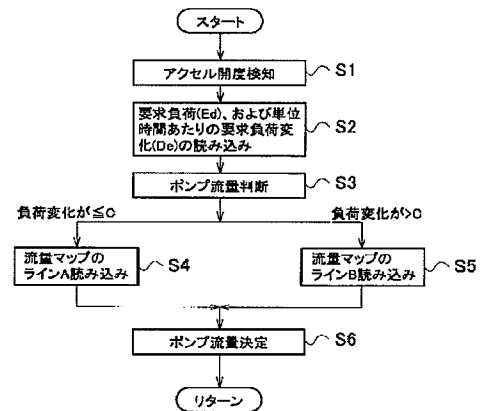 スタート
アクセル開度検知
S1
要求負荷(Ed)、および単位
時間あたりの要求負荷変
化(De)の読み込み
S2
ポンプ流量判断
S3
負荷変化が≦C
負荷変化が>C
流量マップの
ラインA読み込み
S4
流量マップの
ラインB読み込み
S5
ポンプ流量決定
S6
リターン